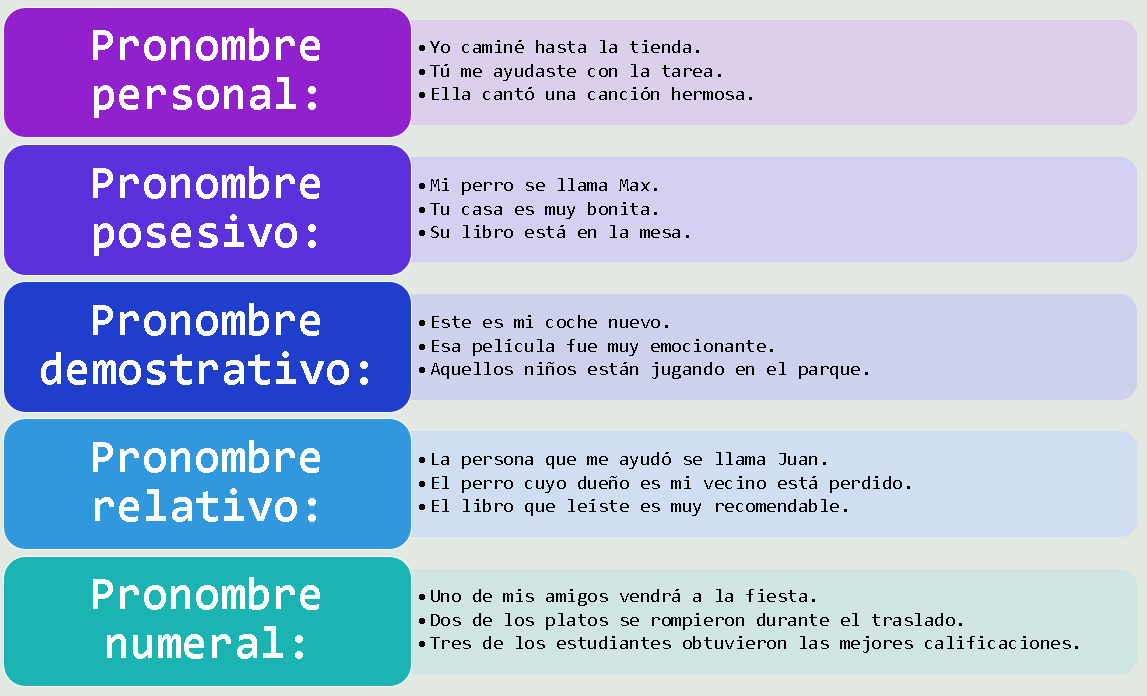 Pronombre
personal:
•Yo caminé hasta la tienda.
•Tú me ayudaste con la tarea.
•Ella cantó una canción hermosa.
Pronombre
posesivo:
•Mi perro se llama Max.
•Tu casa es muy bonita.
•Su libro está en la mesa.
Pronombre
demostrativo:
•Este es mi coche nuevo.
•Esa película fue muy emocionante.
•Aquellos niños están jugando en el parque.
Pronombre
relativo:
•La persona que me ayudó se llama Juan.
•El perro cuyo dueño es mi vecino está perdido.
•El libro que leíste es muy recomendable.
Pronombre
numeral:
•Uno de mis amigos vendrá a la fiesta.
•Dos de los platos se rompieron durante el traslado.
•Tres de los estudiantes obtuvieron las mejores calificaciones.